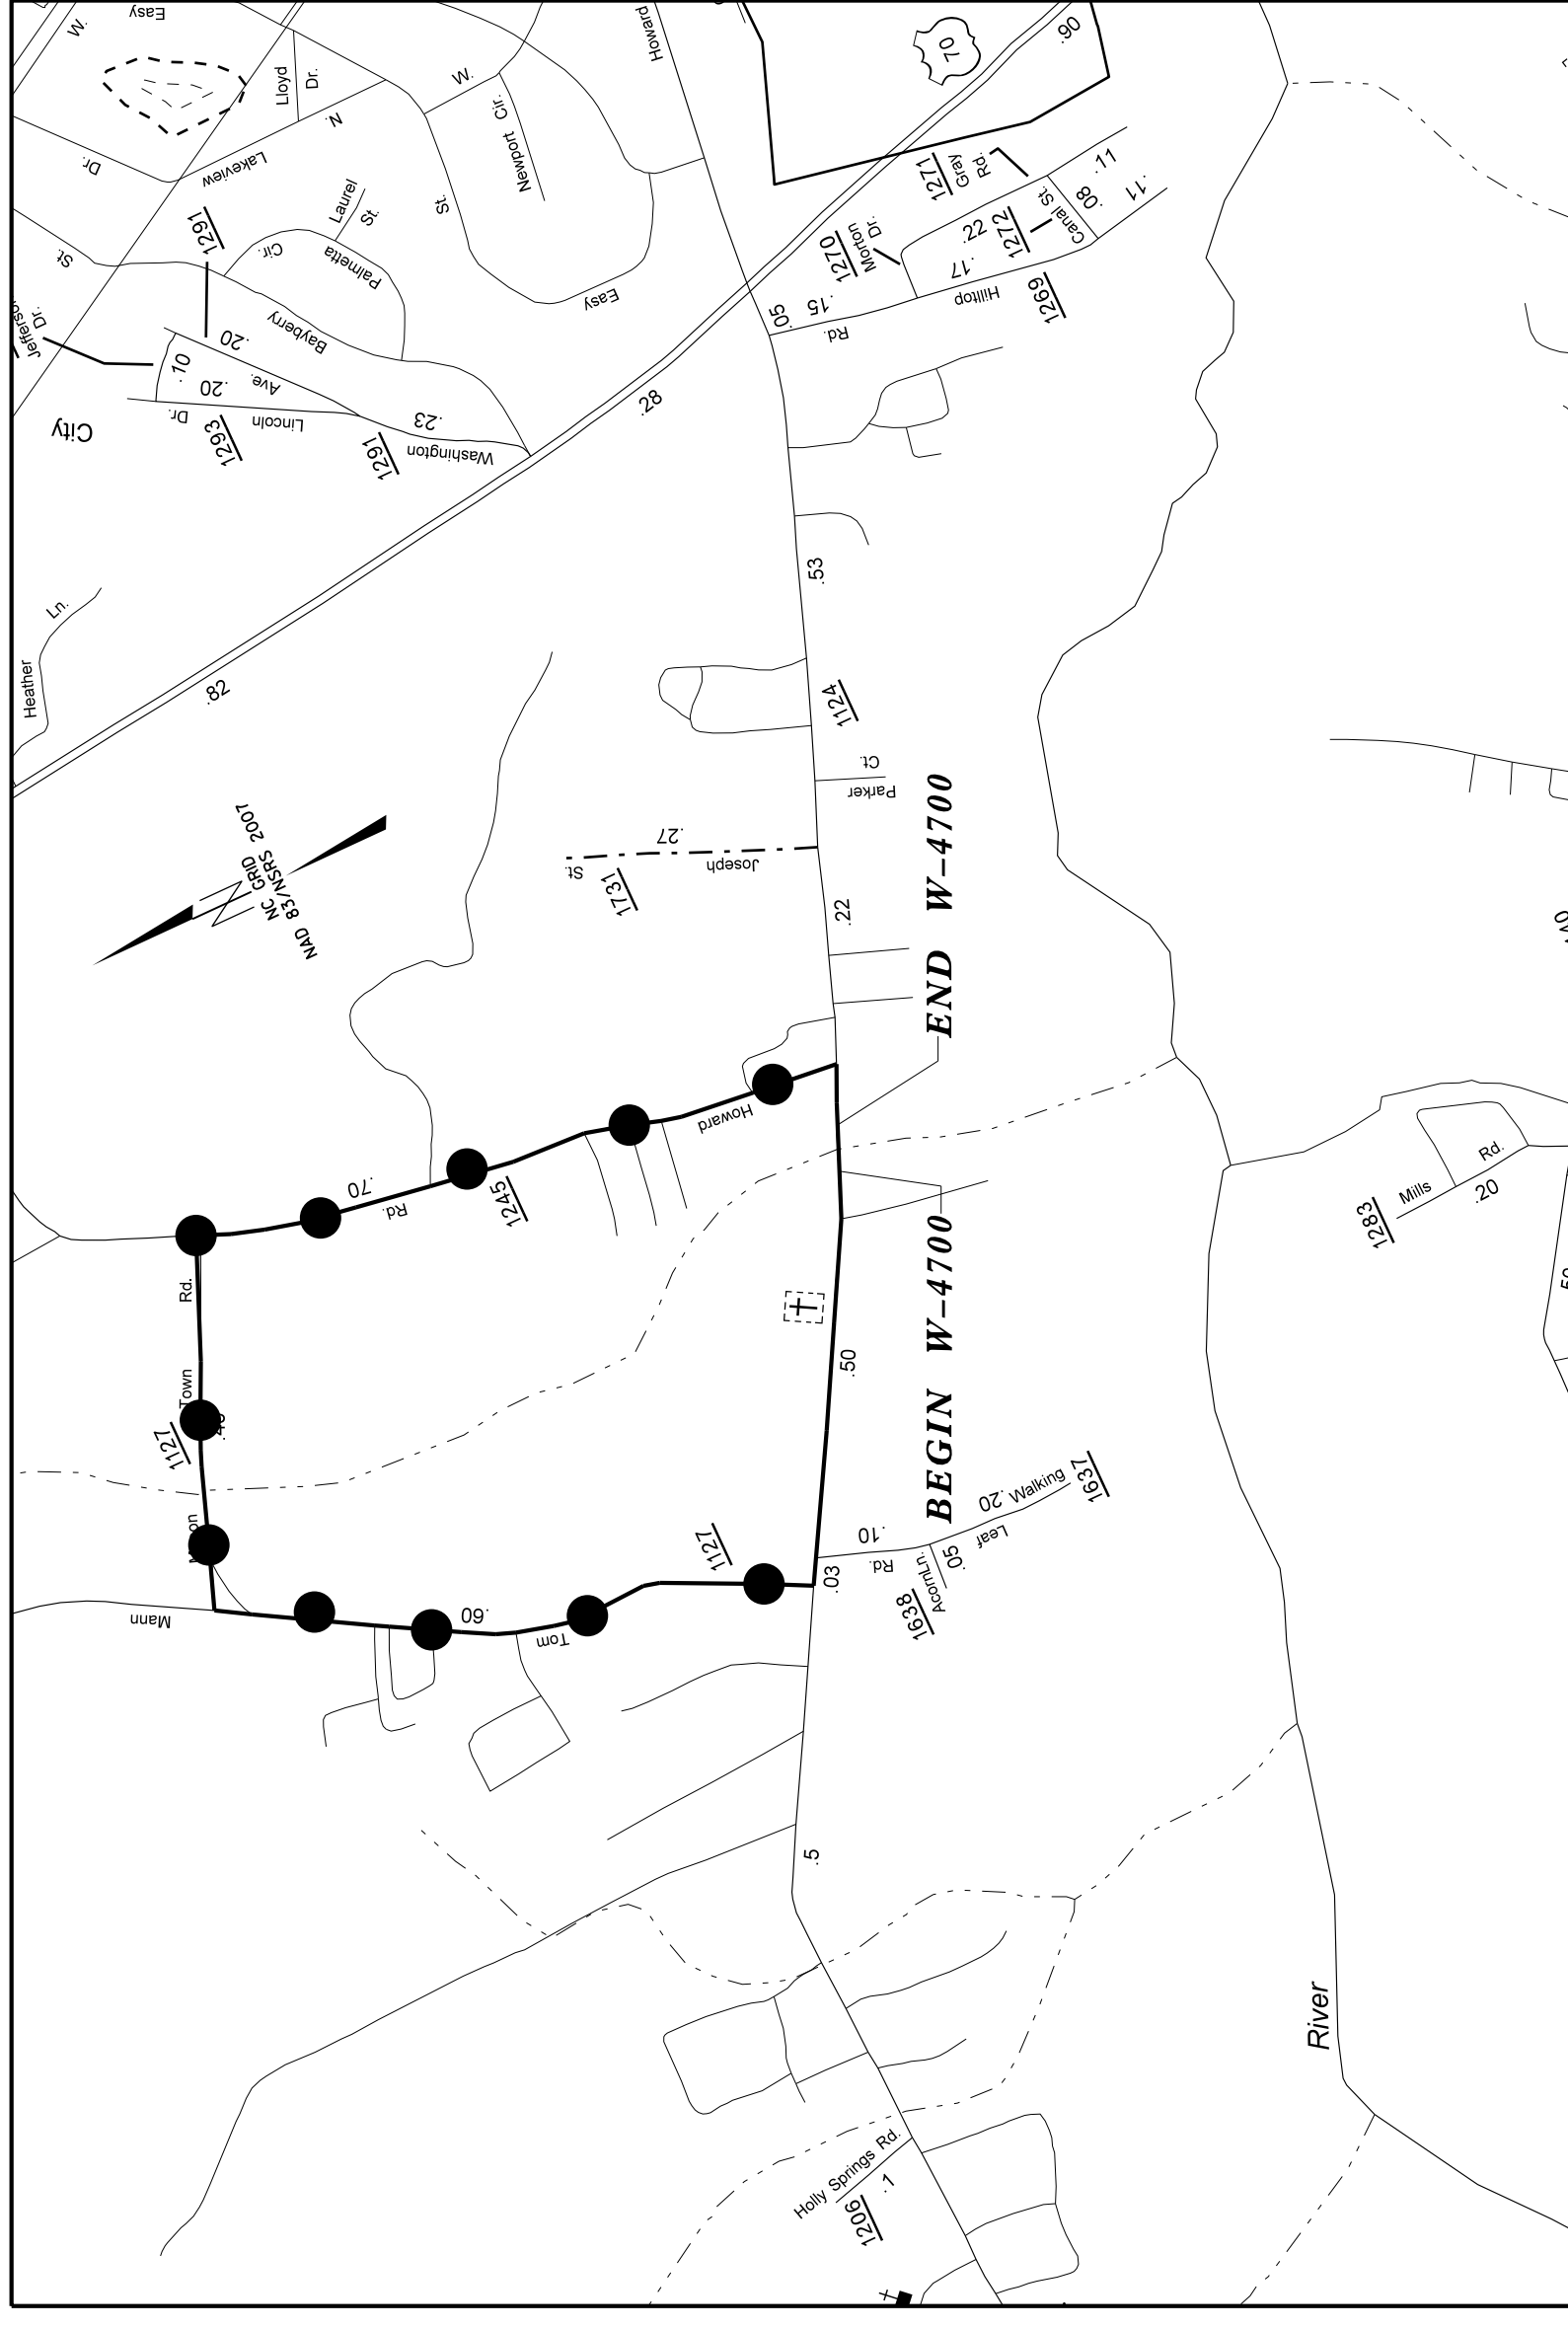 W.
Easy
Lloyd
Dr.
Dr.
N.
Lakeview
W.
Newport Cir.
Howard
70
.90
1291
Laurel
St.
Cir.
Palmetta
St.
St
Easy
Bayberry
Dr.
.20
.10
.20
Ave.
Dr.
Lincoln
1293
.23
Washington
1291
City
.28
1271
Gray
Rd.
.11
.11
.08
St.
Canal
.22
1272
1270
Morton
Dr.
.17
.15
.05
Rd.
Hilltop
1269
.53
Heather
Ln.
.82
1124
Ct.
Parker
NC GRID
NAD 83/NSRS 2007
.27
Joseph
St.
1731
.22
END W-4700
Howard
.70
Rd.
1245
Rd.
Town
1127
.50
BEGIN W-4700
Mills
Rd.
.20
1283
1127
.10
Rd.
.03
.20
Walking
Leaf
1637
.05
Acorn Ln.
1638
Mann
.60
Tom
.5
River
Holly Springs Rd.
.1
1206